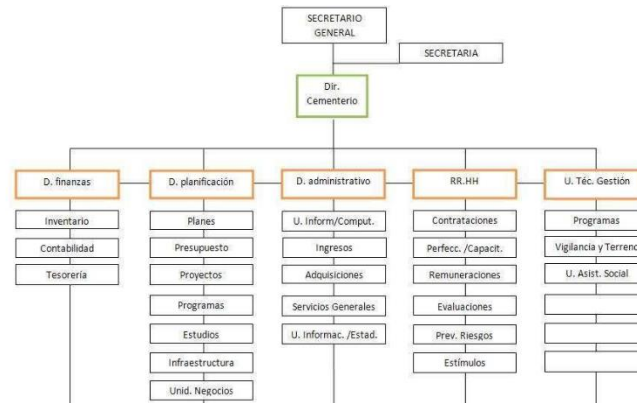 SECRETARIO
GENERAL
SECRETARIA
Dir.
Cementerio
D. finanzas
D. planificación
D. administrativo
RR.HH
U. Téc. Gestión
Inventario
Contabilidad
Tesorería
Planes
Presupuesto
Proyectos
Programas
Estudios
Infraestructura
Unid. Negocios
U. Inform/Comput.
Ingresos
Adquisiciones
Servicios Generales
U. Informac. /Estad.
Contrataciones
Perfecc. /Capacit.
Remuneraciones
Evaluaciones
Prev. Riesgos
Estímulos
Programas
Vigilancia y Terreno
U. Asist. Social